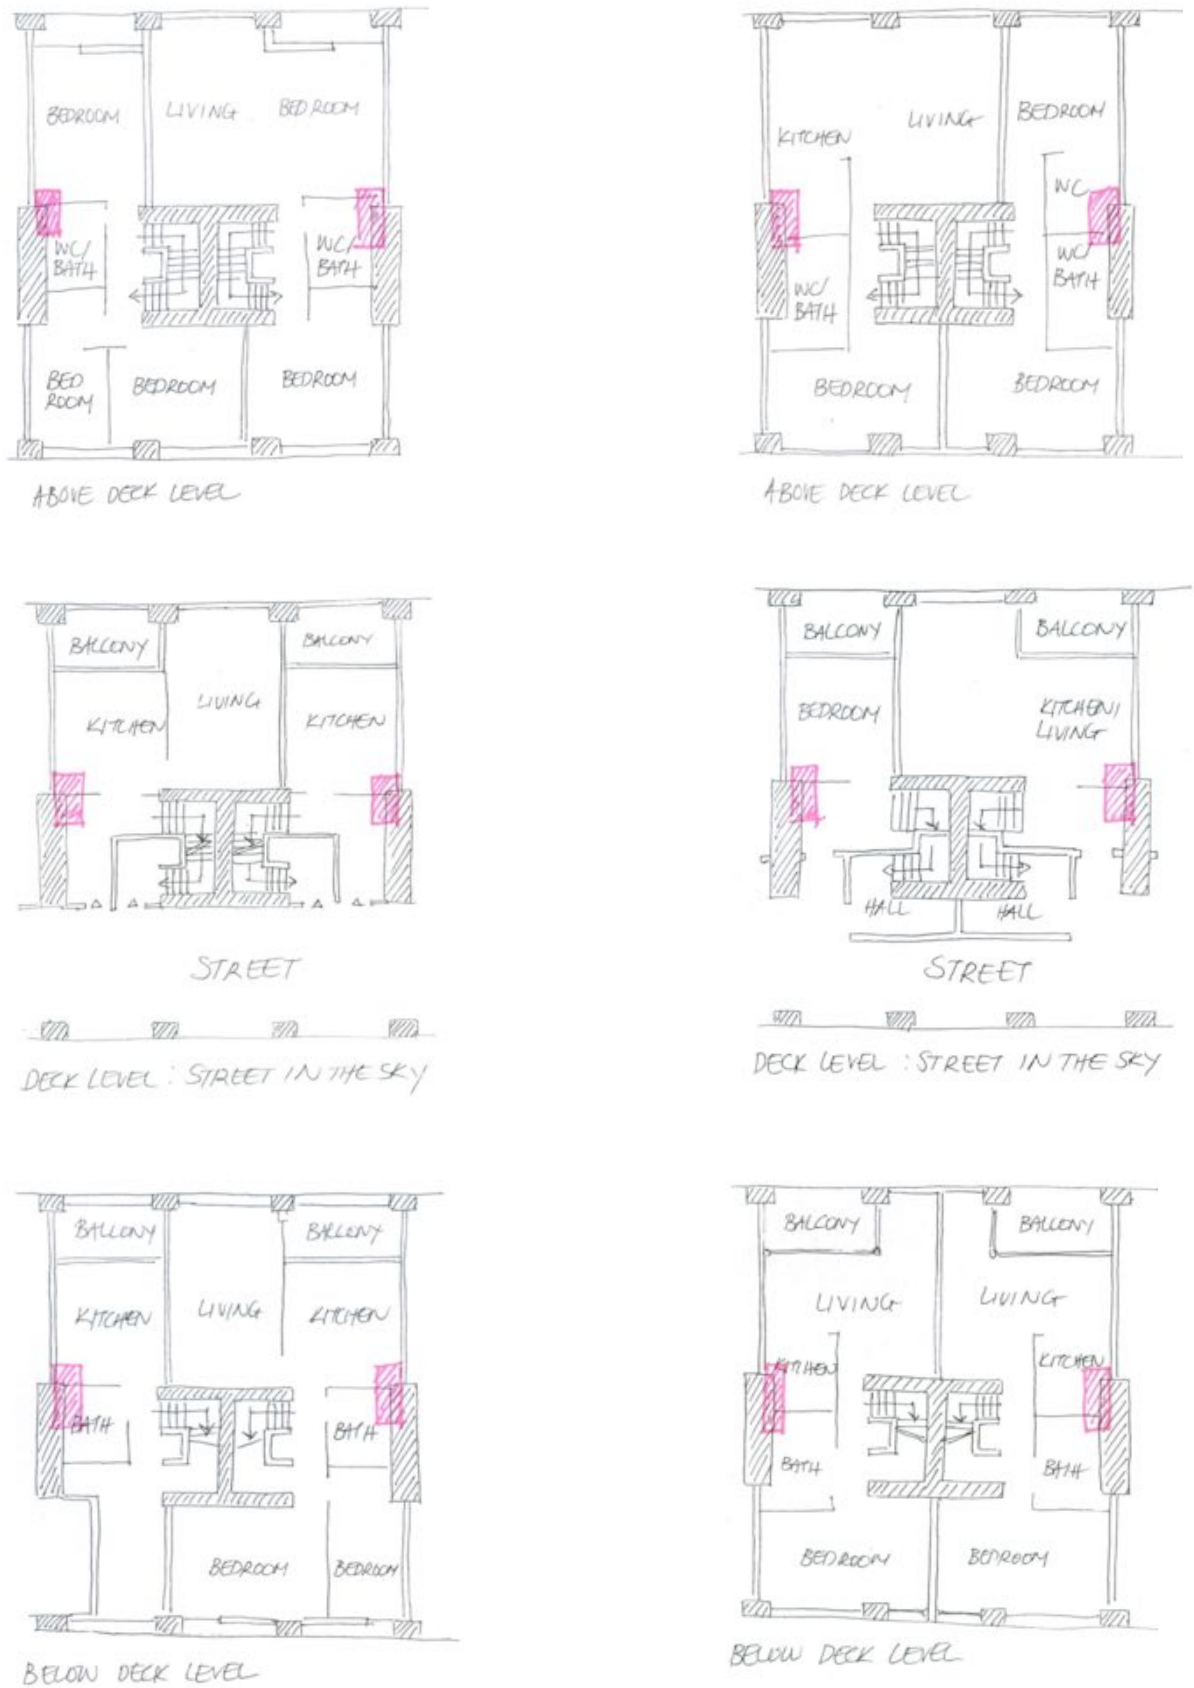 BEDROOM
LIVING
BEDROOM
WC/
BATH
WC/
BATH
BED
ROOM
BEDROOM
BEDROOM
ABOVE DECK LEVEL
KITCHEN
LIVING
BEDROOM
WC
WC/
BATH
WC/
BATH
BEDROOM
BEDROOM
ABOVE DECK LEVEL
BALCONY
BALCONY
KITCHEN
LIVING
KITCHEN
STREET
DECK LEVEL : STREET IN THE SKY
BALCONY
BALCONY
BEDROOM
KITCHEN/
LIVING
HALL
HALL
STREET
DECK LEVEL : STREET IN THE SKY
BALCONY
BALCONY
KITCHEN
LIVING
KITCHEN
BATH
BATH
BEDROOM
BEDROOM
BELOW DECK LEVEL
BALCONY
BALCONY
LIVING
LIVING
KITCHEN
KITCHEN
BATH
BATH
BEDROOM
BEDROOM
BELOW DECK LEVEL